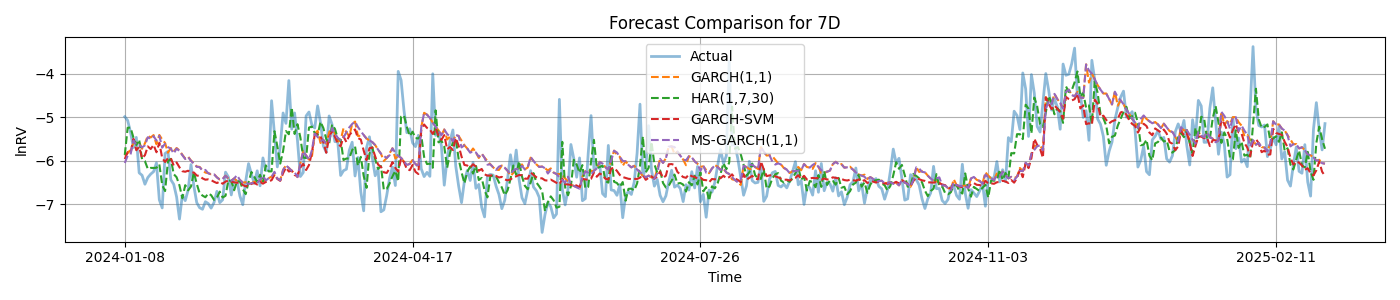 Forecast Comparison for 7D
lnRV
−4
−5
−6
−7
Actual
GARCH(1,1)
HAR(1,7,30)
GARCH-SVM
MS-GARCH(1,1)
2024-01-08
2024-04-17
2024-07-26
2024-11-03
2025-02-11
Time